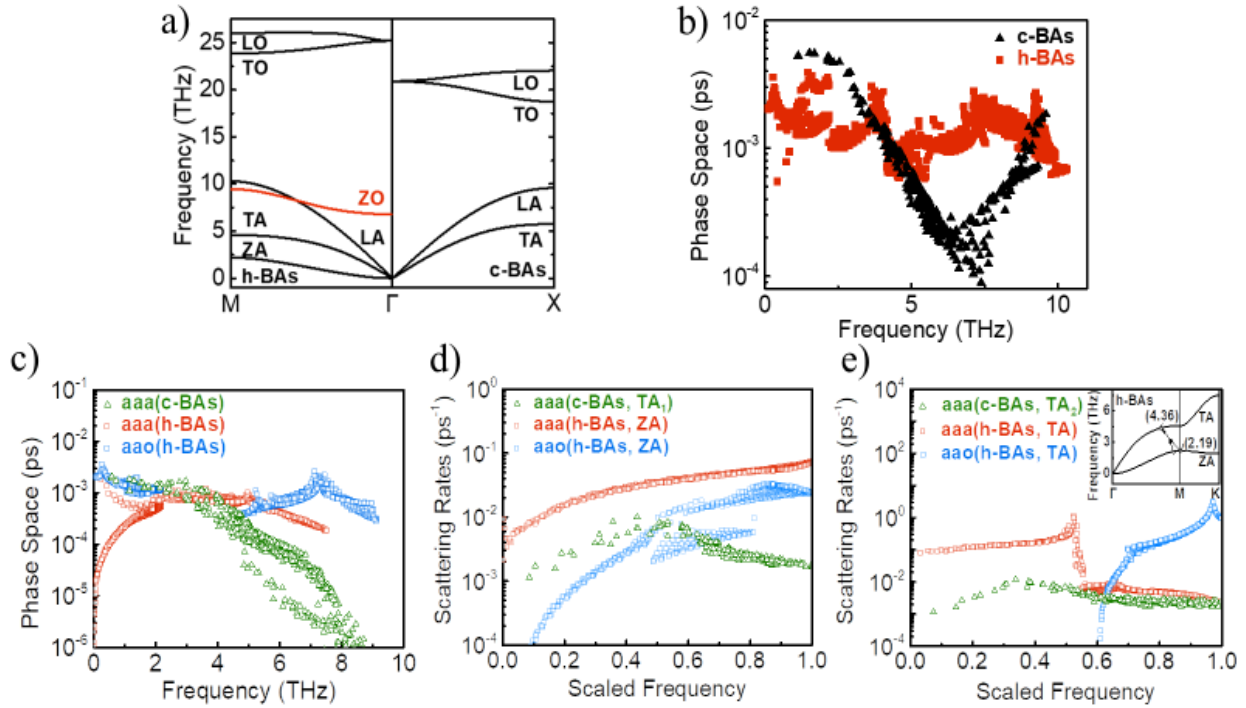 a)
Frequency (THz)
25
20
15
10
5
0
LO
TO
ZO
TA
LA
ZA
h-BAs
LO
TO
LA
TA
c-BAs
M
Γ
X
b)
Phase Space (ps)
10⁻²
10⁻³
10⁻⁴
c-BAs
h-BAs
0
5
10
Frequency (THz)
c)
Phase Space (ps)
10⁻¹
10⁻²
10⁻³
10⁻⁴
10⁻⁵
10⁻⁶
aaa(c-BAs)
aaa(h-BAs)
aao(h-BAs)
0 2 4 6 8 10
Frequency (THz)
d)
Scattering Rates (ps⁻¹)
10⁰
10⁻¹
10⁻²
10⁻³
10⁻⁴
aaa(c-BAs, TA₁)
aaa(h-BAs, ZA)
aao(h-BAs, ZA)
0.0 0.2 0.4 0.6 0.8 1.0
Scaled Frequency
e)
Scattering Rates (ps⁻¹)
10⁴
10²
10⁰
10⁻²
10⁻⁴
aaa(c-BAs, TA₂)
aaa(h-BAs, TA)
aao(h-BAs, TA)
Frequency (THz)
6
3
0
h-BAs
(4.36)
TA
(2.19)
ZA
Γ
M
K
0.0 0.2 0.4 0.6 0.8 1.0
Scaled Frequency